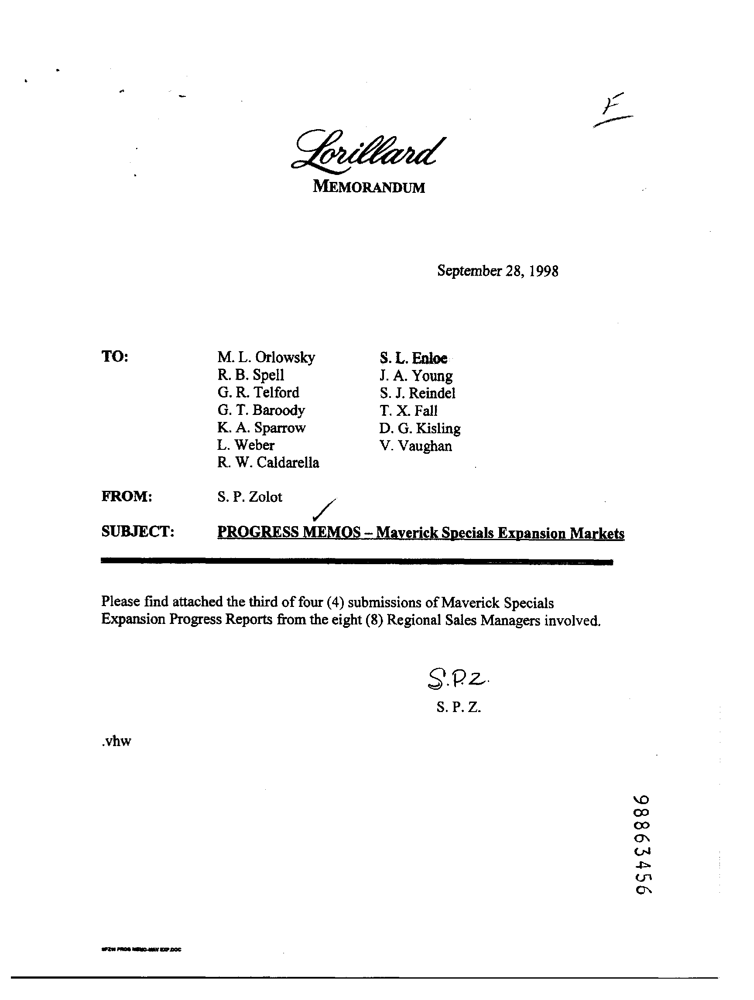 F
Lorillard
MEMORANDUM
September 28, 1998
TO: M. L. Orlowsky S. L. Enloe
R. B. Spell J. A. Young
G. R. Telford S. J. Reindel
G. T. Baroody T. X. Fall
K. A. Sparrow D. G. Kisling
L. Weber V. Vaughan
R. W. Caldarella
FROM: S. P. Zolot
SUBJECT: PROGRESS MEMOS – Maverick Specials Expansion Markets
Please find attached the third of four (4) submissions of Maverick Specials
Expansion Progress Reports from the eight (8) Regional Sales Managers involved.
S.P.Z.
S. P. Z.
.vhw
98863456